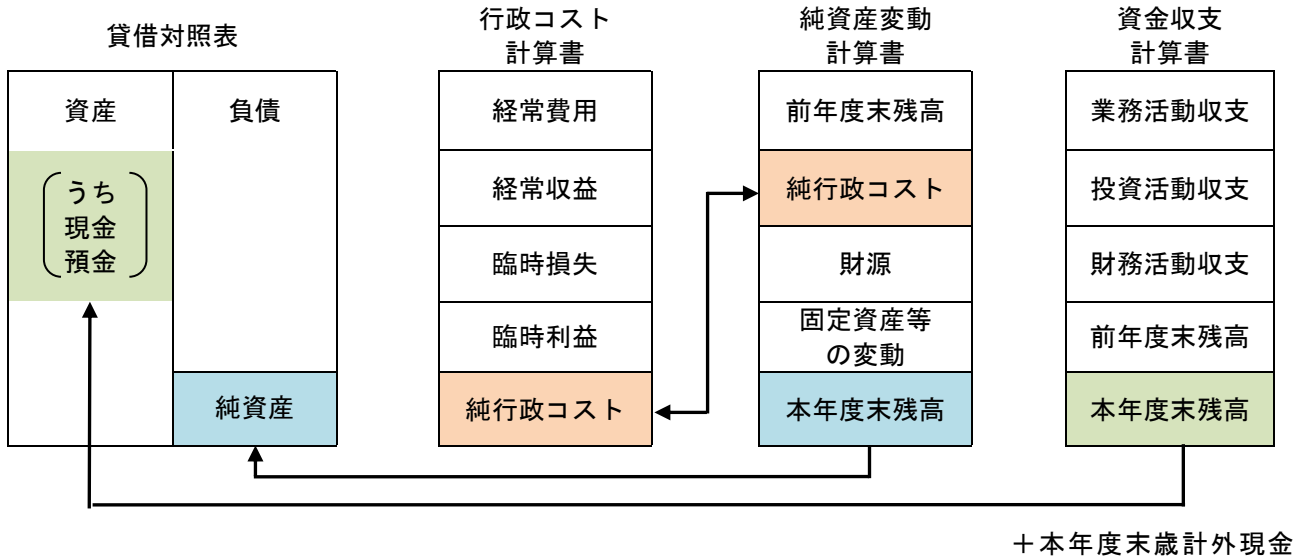 貸借対照表
資産
負債
うち
現金
預金
純資産
行政コスト
計算書
経常費用
経常収益
臨時損失
臨時利益
純行政コスト
純資産変動
計算書
前年度末残高
純行政コスト
財源
固定資産等
の変動
本年度末残高
資金収支
計算書
業務活動収支
投資活動収支
財務活動収支
前年度末残高
本年度末残高
＋本年度末歳計外現金